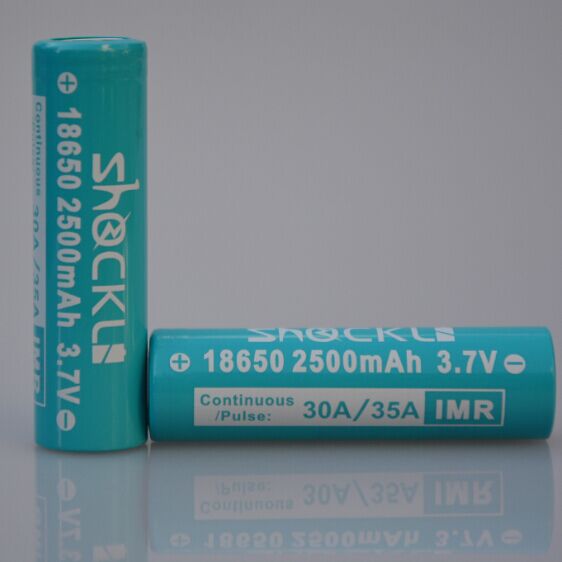 shOCKLi
+ 18650 2500mAh 3.7V −
Continuous
30A/35A IMR
shOCKLi
+ 18650 2500mAh 3.7V −
Continuous
/Pulse:
30A/35A IMR